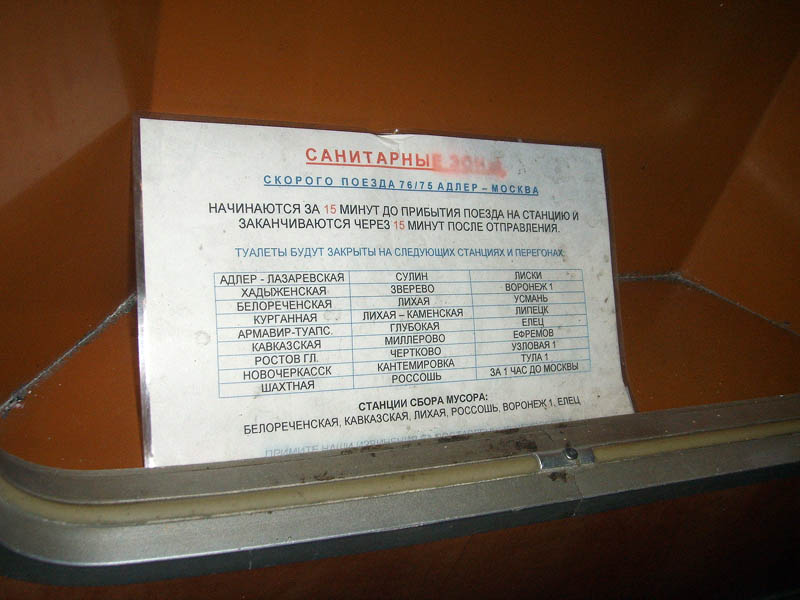 САНИТАРНЫЕ ЗОНЫ
СКОРОГО ПОЕЗДА 76/75 АДЛЕР – МОСКВА
НАЧИНАЮТСЯ ЗА 15 МИНУТ ДО ПРИБЫТИЯ ПОЕЗДА НА СТАНЦИЮ И
ЗАКАНЧИВАЮТСЯ ЧЕРЕЗ 15 МИНУТ ПОСЛЕ ОТПРАВЛЕНИЯ.
ТУАЛЕТЫ БУДУТ ЗАКРЫТЫ НА СЛЕДУЮЩИХ СТАНЦИЯХ И ПЕРЕГОНАХ:
АДЛЕР - ЛАЗАРЕВСКАЯ СУЛИН ЛИСКИ
ХАДЫЖЕНСКАЯ ЗВЕРЕВО ВОРОНЕЖ 1
БЕЛОРЕЧЕНСКАЯ ЛИХАЯ УСМАНЬ
КУРГАННАЯ ЛИХАЯ – КАМЕНСКАЯ ЛИПЕЦК
АРМАВИР-ТУАПС. ГЛУБОКАЯ ЕЛЕЦ
КАВКАЗСКАЯ МИЛЛЕРОВО ЕФРЕМОВ
РОСТОВ ГЛ. ЧЕРТКОВО УЗЛОВАЯ 1
НОВОЧЕРКАССК КАНТЕМИРОВКА ТУЛА 1
ШАХТНАЯ РОССОШЬ ЗА 1 ЧАС ДО МОСКВЫ
СТАНЦИИ СБОРА МУСОРА:
БЕЛОРЕЧЕНСКАЯ, КАВКАЗСКАЯ, ЛИХАЯ, РОССОШЬ, ВОРОНЕЖ 1, ЕЛЕЦ
ПРИМИТЕ НАШИ ИЗВИНЕНИЯ ЗА